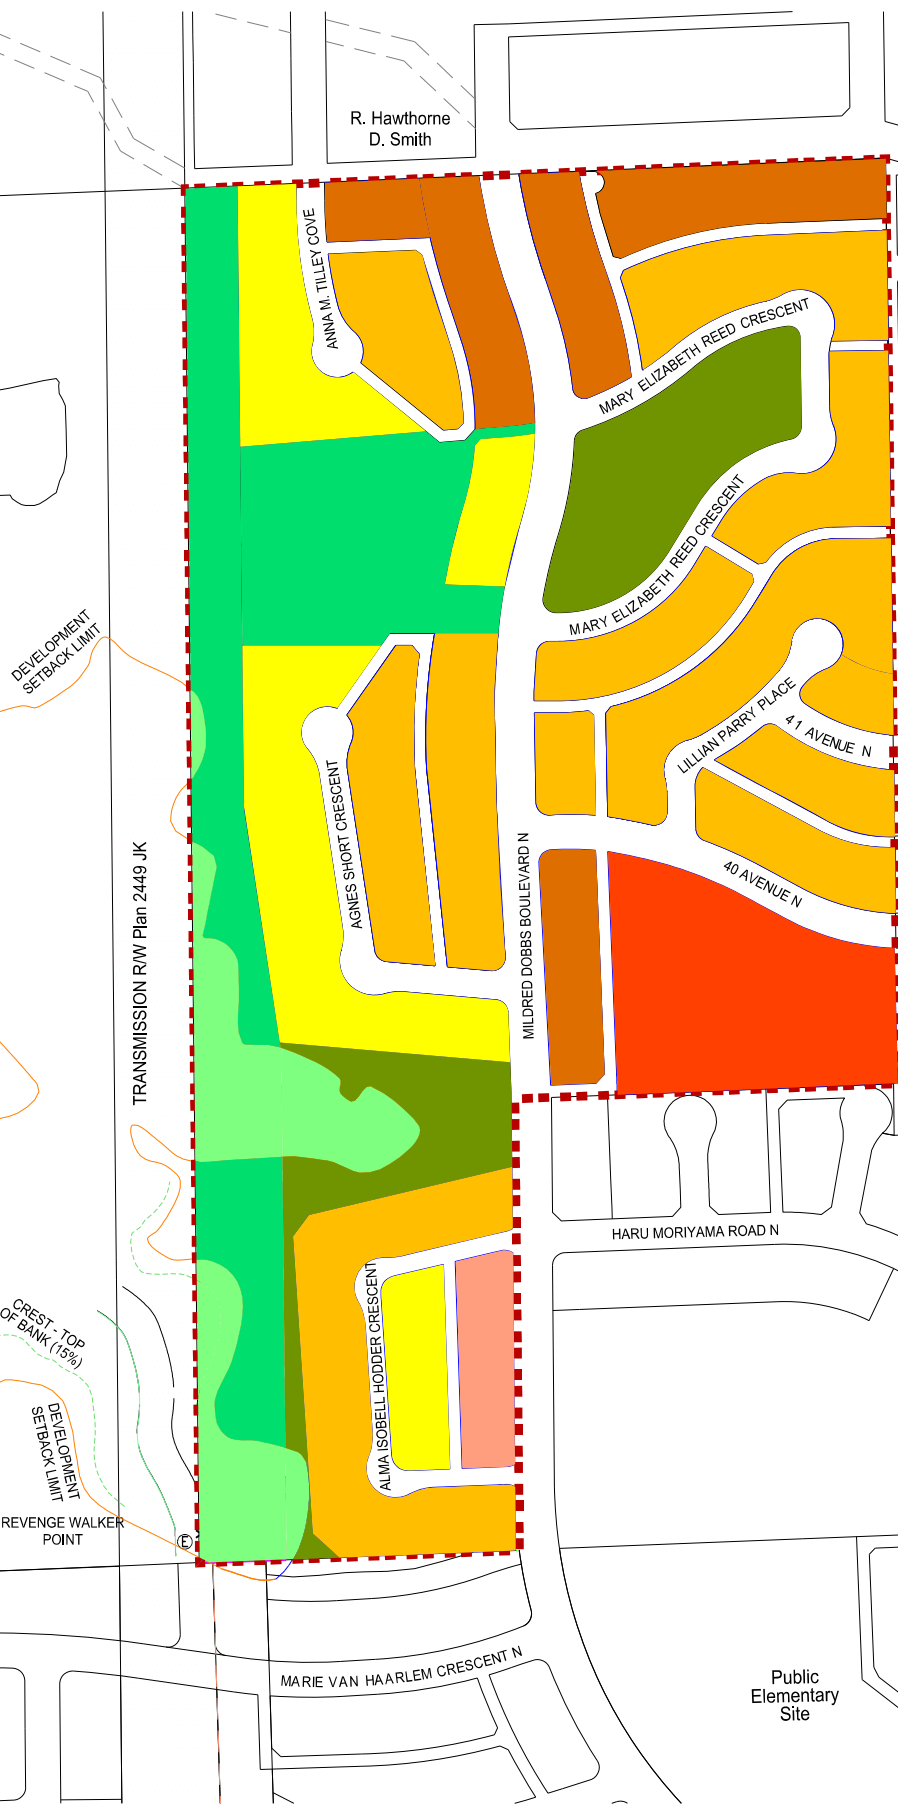 R. Hawthorne
D. Smith
ANNA M. TILLEY COVE
MARY ELIZABETH REED CRESCENT
MARY ELIZABETH REED CRESCENT
DEVELOPMENT
SETBACK LIMIT
LILLIAN PARRY PLACE
41 AVENUE N
AGNES SHORT CRESCENT
MILDRED DOBBS BOULEVARD N
40 AVENUE N
TRANSMISSION R/W Plan 2449 JK
HARU MORIYAMA ROAD N
ALMA ISOBELL HODDER CRESCENT
CREST - TOP
OF BANK (15%)
DEVELOPMENT
SETBACK LIMIT
REVENGE WALKER
POINT
E
MARIE VAN HAARLEM CRESCENT N
Public
Elementary
Site